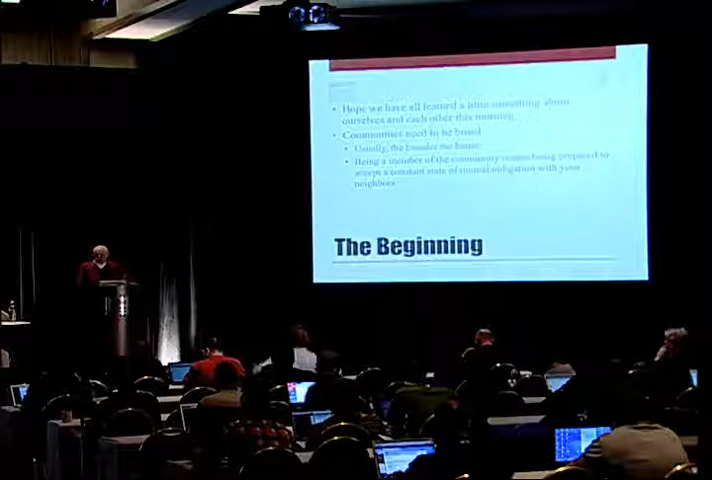 • Hope we have all learned a little something about
ourselves and each other this morning.
• Communities need to be broad
• Usually, the broader the better
• Being a member of the community means being prepared to
accept a constant state of mutual obligation with your
neighbors
The Beginning